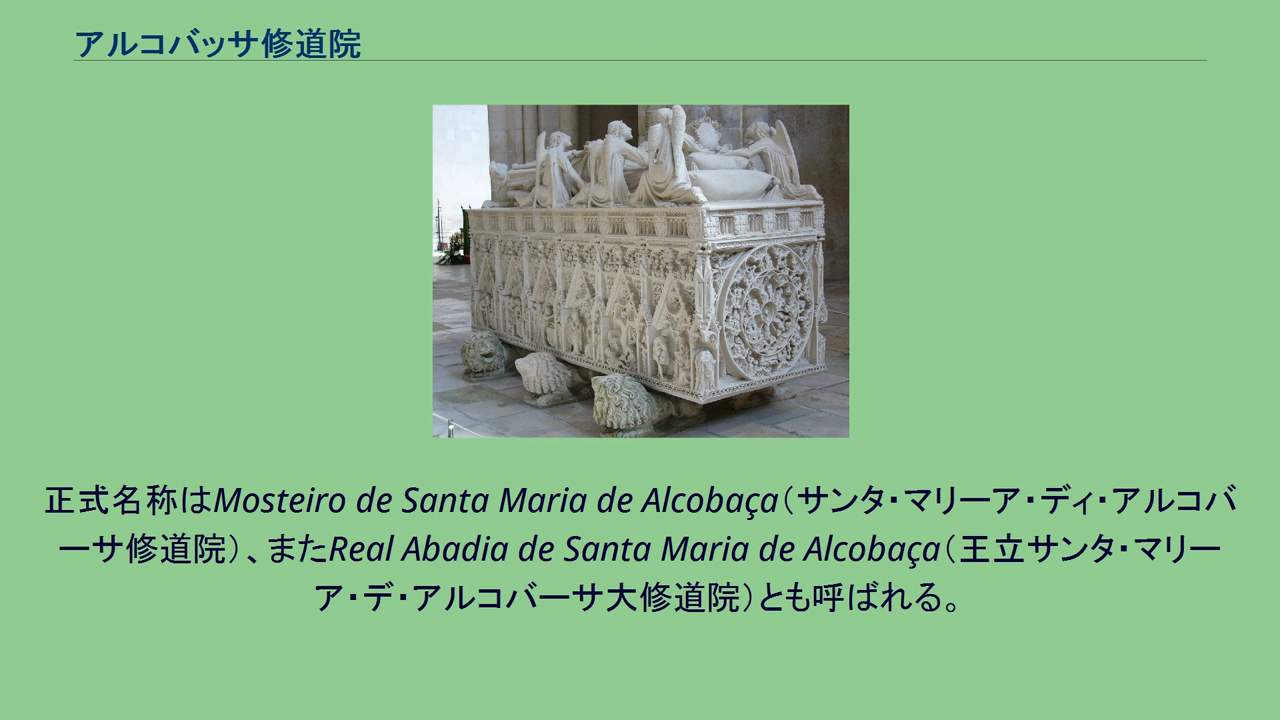 アルコバッサ修道院
正式名称はMosteiro de Santa Maria de Alcobaça（サンタ・マリーア・ディ・アルコバ
ーサ修道院）、またReal Abadia de Santa Maria de Alcobaça（王立サンタ・マリー
ア・デ・アルコバーサ大修道院）とも呼ばれる。